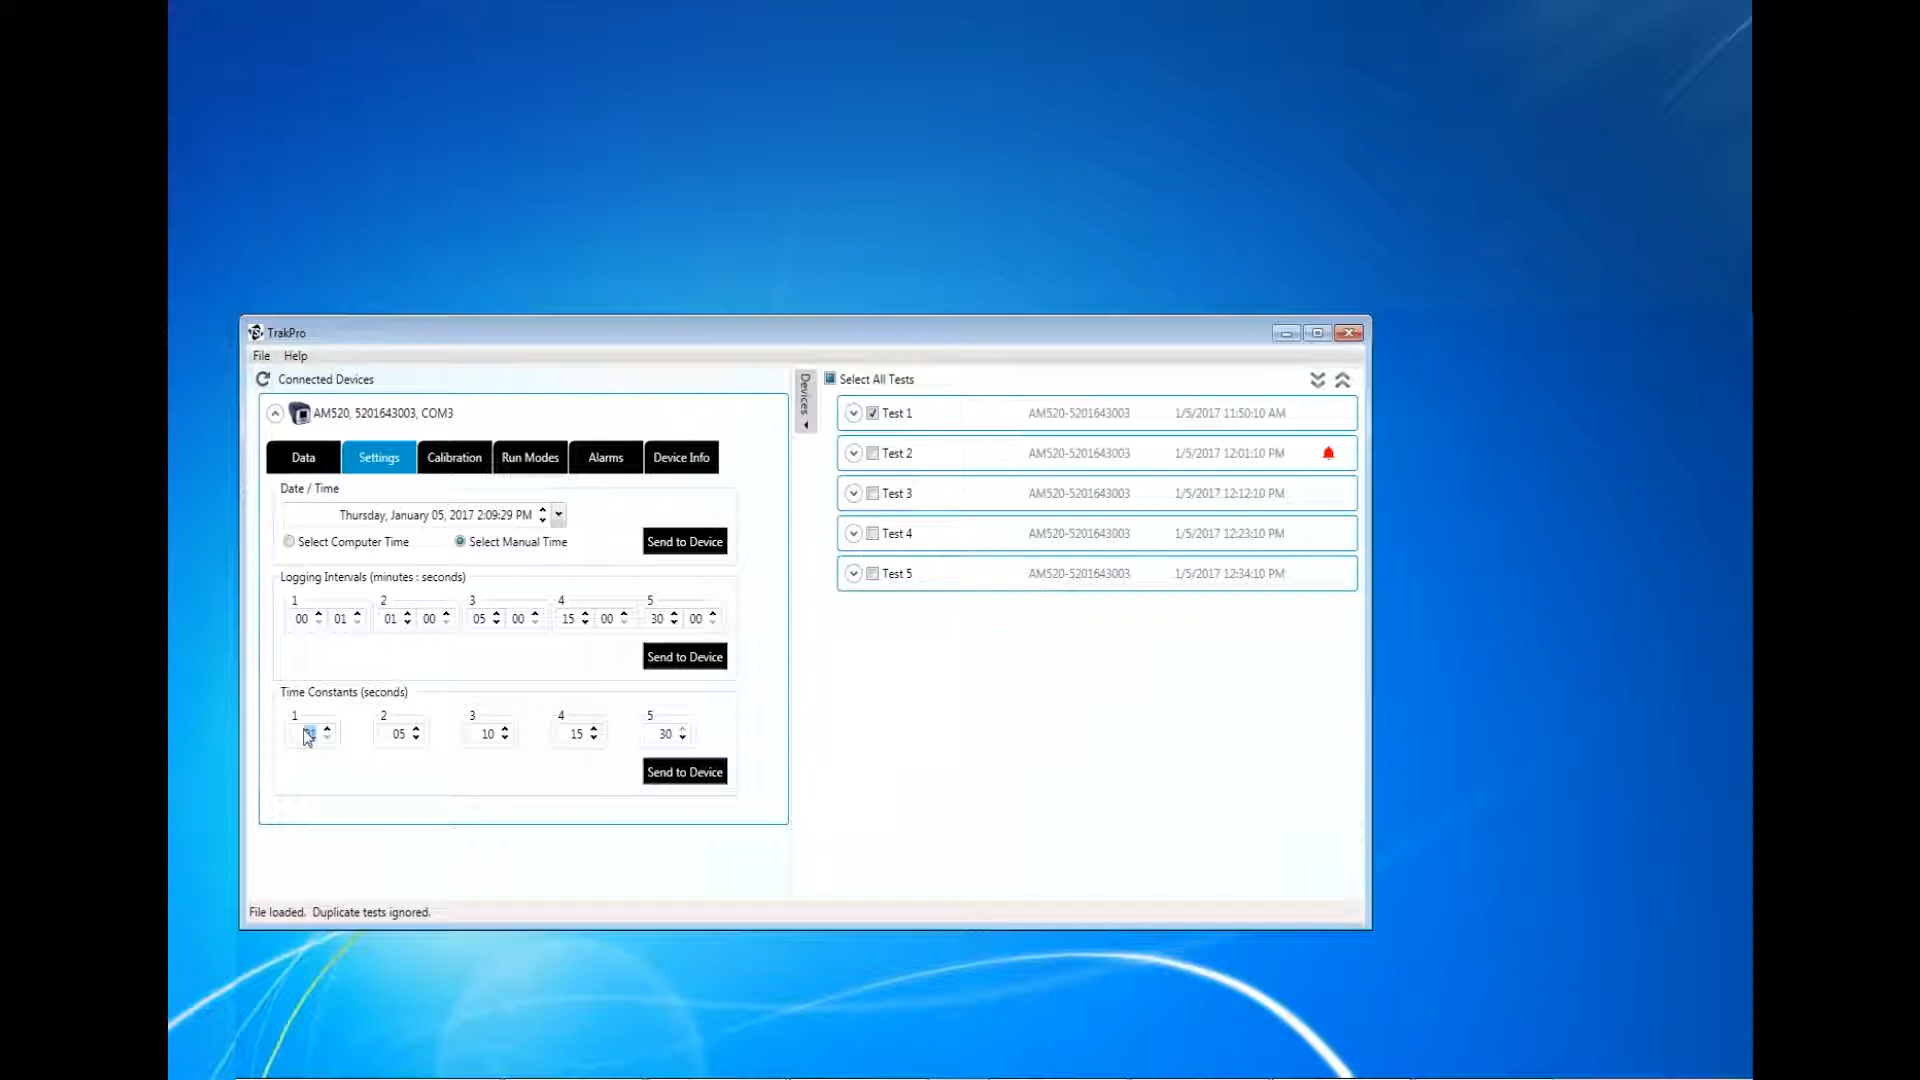 TrakPro
File Help
Connected Devices
AM520, 5201643003, COM3
Data Settings Calibration Run Modes Alarms Device Info
Date / Time
Thursday, January 05, 2017 2:09:29 PM
Select Computer Time Select Manual Time Send to Device
Logging Intervals (minutes : seconds)
1 2 3 4 5
00 01 01 00 05 00 15 00 30 00
Send to Device
Time Constants (seconds)
1 2 3 4 5
05 10 15 30
Send to Device
Devices
Select All Tests
Test 1 AM520-5201643003 1/5/2017 11:50:10 AM
Test 2 AM520-5201643003 1/5/2017 12:01:10 PM
Test 3 AM520-5201643003 1/5/2017 12:12:10 PM
Test 4 AM520-5201643003 1/5/2017 12:23:10 PM
Test 5 AM520-5201643003 1/5/2017 12:34:10 PM
File loaded. Duplicate tests ignored.